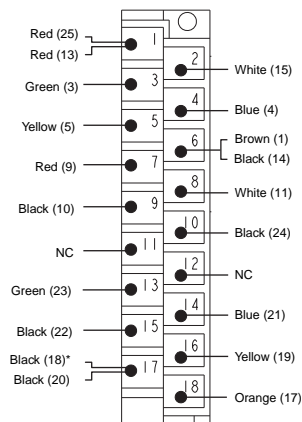 Red (25)
Red (13)
1
2
White (15)
Green (3)
3
4
Blue (4)
Yellow (5)
5
6
Brown (1)
Black (14)
Red (9)
7
8
White (11)
Black (10)
9
10
Black (24)
NC
11
12
NC
Green (23)
13
14
Blue (21)
Black (22)
15
16
Yellow (19)
Black (18)*
Black (20)
17
18
Orange (17)